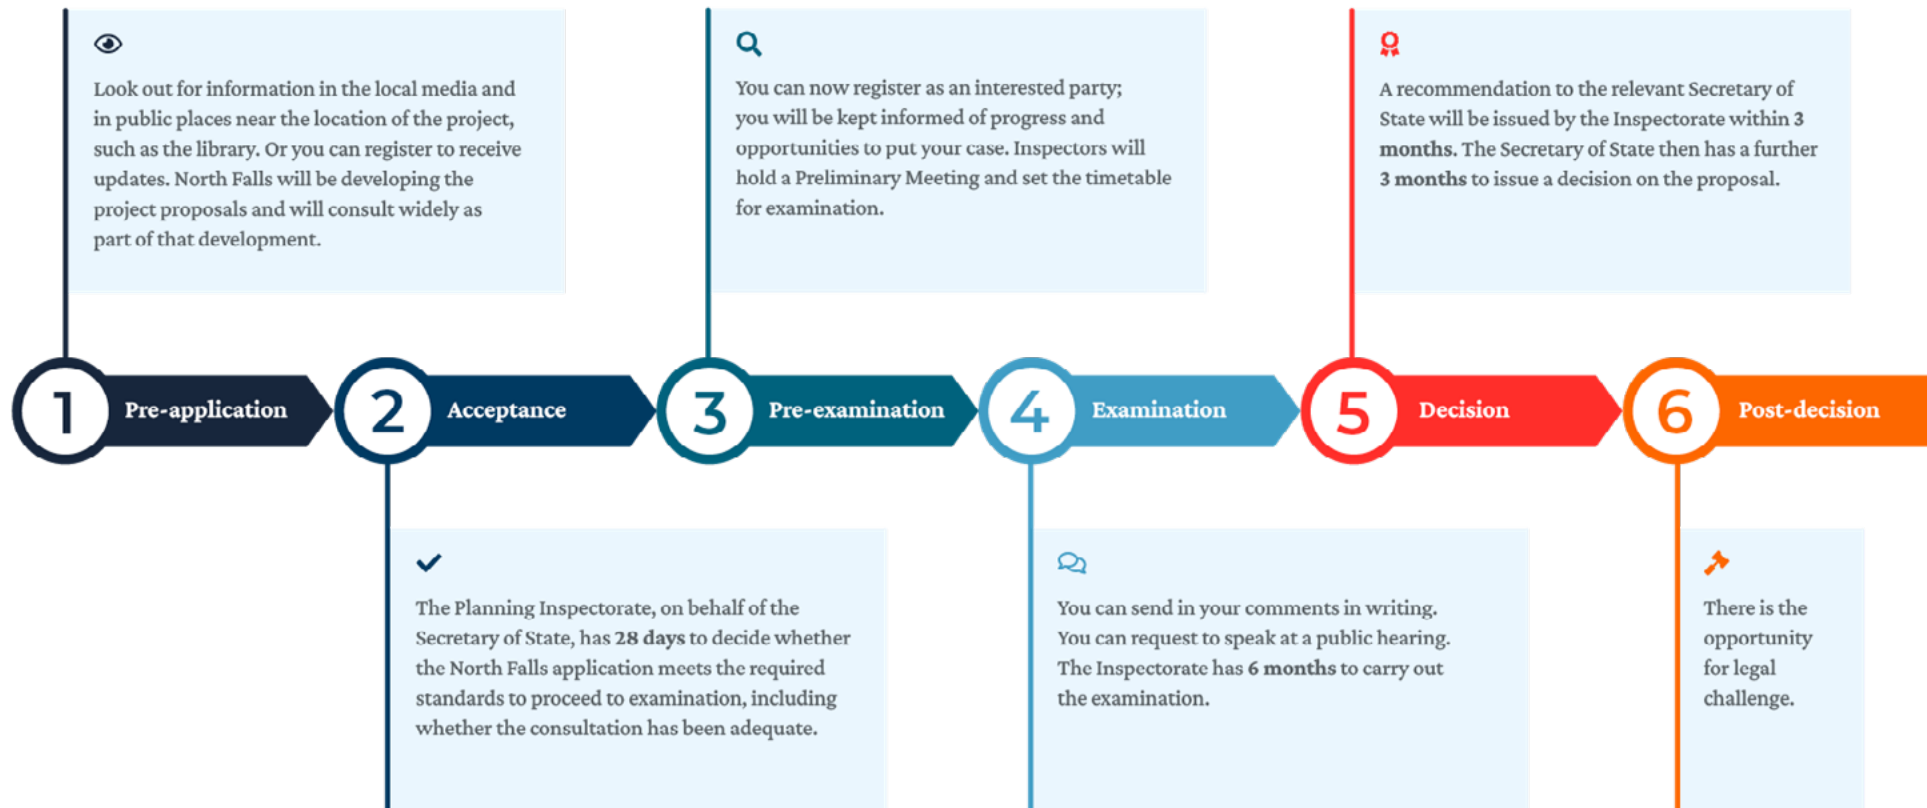 Look out for information in the local media and
in public places near the location of the project,
such as the library. Or you can register to receive
updates. North Falls will be developing the
project proposals and will consult widely as
part of that development.
You can now register as an interested party;
you will be kept informed of progress and
opportunities to put your case. Inspectors will
hold a Preliminary Meeting and set the timetable
for examination.
A recommendation to the relevant Secretary of
State will be issued by the Inspectorate within 3
months. The Secretary of State then has a further
3 months to issue a decision on the proposal.
1 Pre-application
2 Acceptance
3 Pre-examination
4 Examination
5 Decision
6 Post-decision
The Planning Inspectorate, on behalf of the
Secretary of State, has 28 days to decide whether
the North Falls application meets the required
standards to proceed to examination, including
whether the consultation has been adequate.
You can send in your comments in writing.
You can request to speak at a public hearing.
The Inspectorate has 6 months to carry out
the examination.
There is the
opportunity
for legal
challenge.